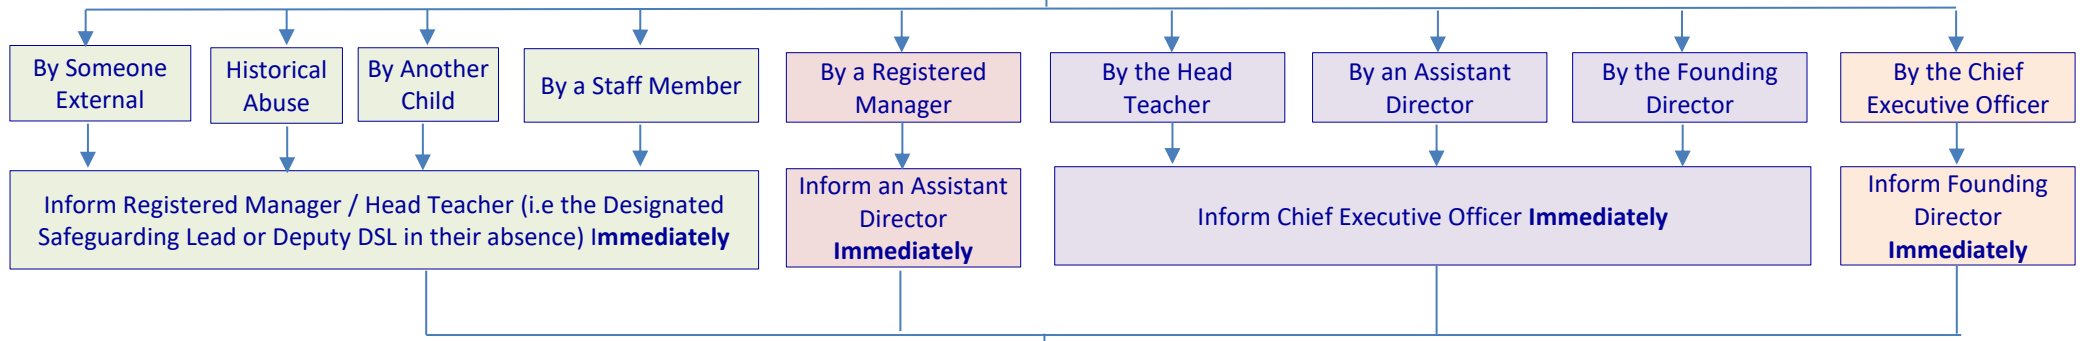 By Someone
External
Historical
Abuse
By Another
Child
By a Staff Member
By a Registered
Manager
By the Head
Teacher
By an Assistant
Director
By the Founding
Director
By the Chief
Executive Officer
Inform Registered Manager / Head Teacher (i.e the Designated
Safeguarding Lead or Deputy DSL in their absence) Immediately
Inform an Assistant
Director
Immediately
Inform Chief Executive Officer Immediately
Inform Founding
Director
Immediately